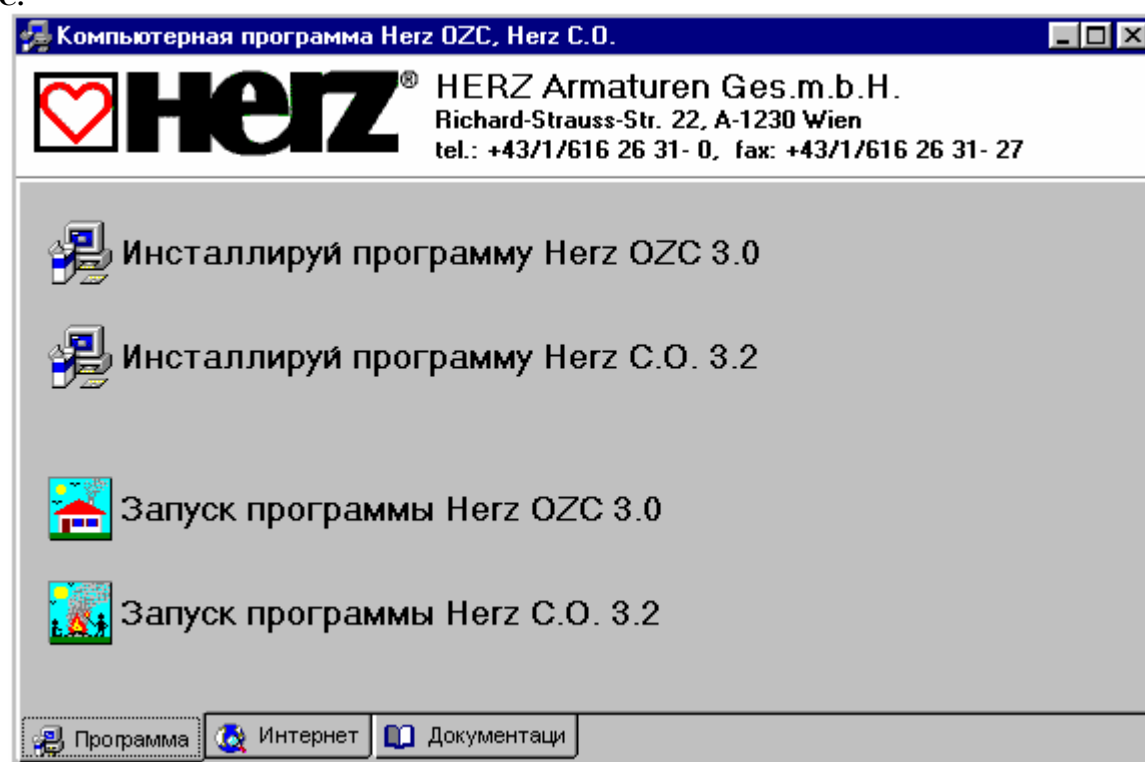 с.
Компьютерная программа Herz OZC, Herz C.O.
Herz® HERZ Armaturen Ges.m.b.H.
Richard-Strauss-Str. 22, A-1230 Wien
tel.: +43/1/616 26 31- 0, fax: +43/1/616 26 31- 27
Инсталлируй программу Herz OZC 3.0
Инсталлируй программу Herz C.O. 3.2
Запуск программы Herz OZC 3.0
Запуск программы Herz C.O. 3.2
Программа Интернет Документаци